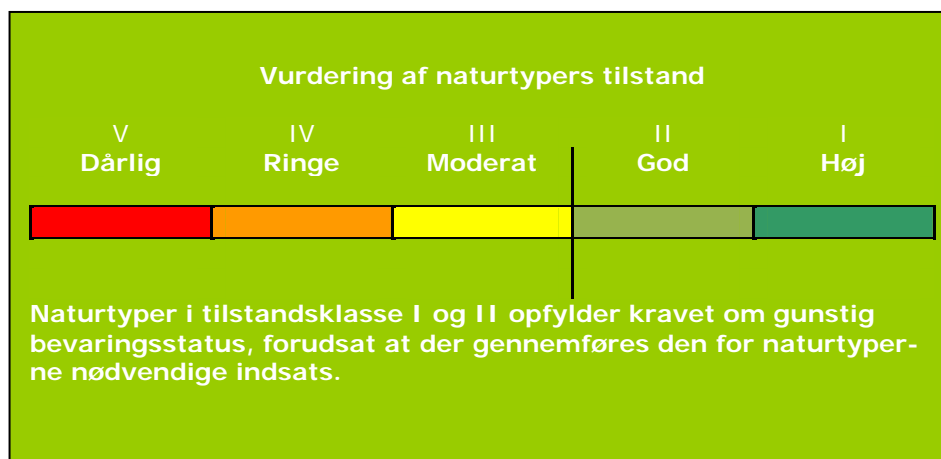 Vurdering af naturtypers tilstand
V IV III II I
Dårlig Ringe Moderat God Høj
Naturtyper i tilstandsklasse I og II opfylder kravet om gunstig
bevaringsstatus, forudsat at der gennemføres den for naturtyper-
ne nødvendige indsats.